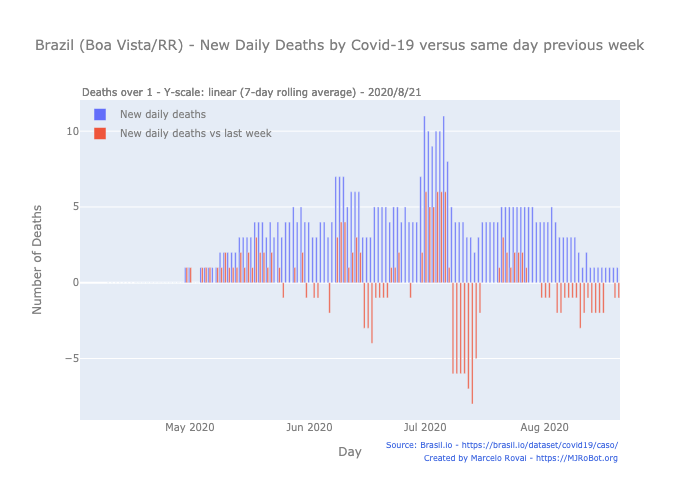 Brazil (Boa Vista/RR) - New Daily Deaths by Covid-19 versus same day previous week
Deaths over 1 - Y-scale: linear (7-day rolling average) - 2020/8/21
New daily deaths
New daily deaths vs last week
10
5
0
−5
Number of Deaths
May 2020 Jun 2020 Jul 2020 Aug 2020
Day
Source: Brasil.io - https://brasil.io/dataset/covid19/caso/
Created by Marcelo Rovai - https://MJRoBot.org